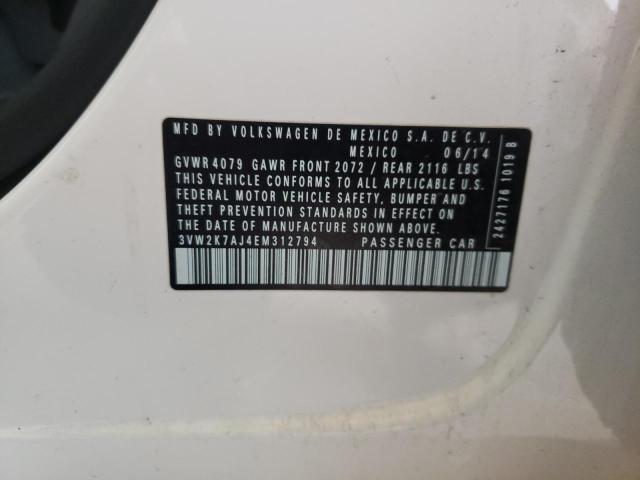 MFD BY VOLKSWAGEN DE MEXICO S.A. DE C.V.
MEXICO 06/14
GVWR 4079 GAWR FRONT 2072 / REAR 2116 LBS
THIS VEHICLE CONFORMS TO ALL APPLICABLE U.S.
FEDERAL MOTOR VEHICLE SAFETY, BUMPER AND
THEFT PREVENTION STANDARDS IN EFFECT ON
THE DATE OF MANUFACTURE SHOWN ABOVE.
3VW2K7AJ4EM312794 PASSENGER CAR
2427176 1019 B